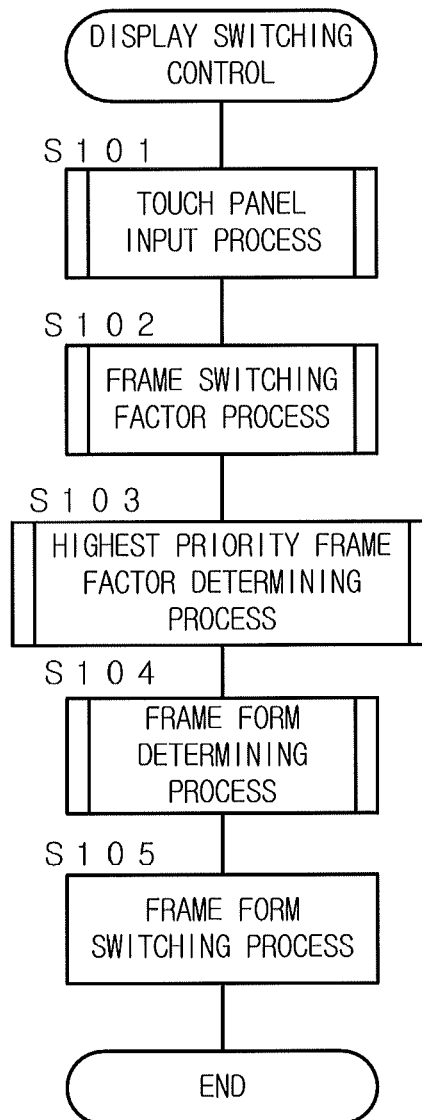 DISPLAY SWITCHING
CONTROL
S101
TOUCH PANEL
INPUT PROCESS
S102
FRAME SWITCHING
FACTOR PROCESS
S103
HIGHEST PRIORITY FRAME
FACTOR DETERMINING
PROCESS
S104
FRAME FORM
DETERMINING
PROCESS
S105
FRAME FORM
SWITCHING PROCESS
END